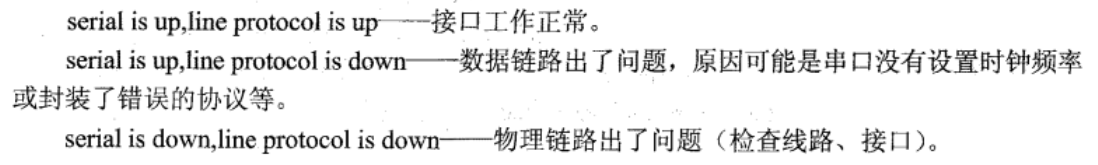 serial is up,line protocol is up——接口工作正常。
serial is up,line protocol is down——数据链路出了问题，原因可能是串口没有设置时钟频率
或封装了错误的协议等。
serial is down,line protocol is down——物理链路出了问题（检查线路、接口）。